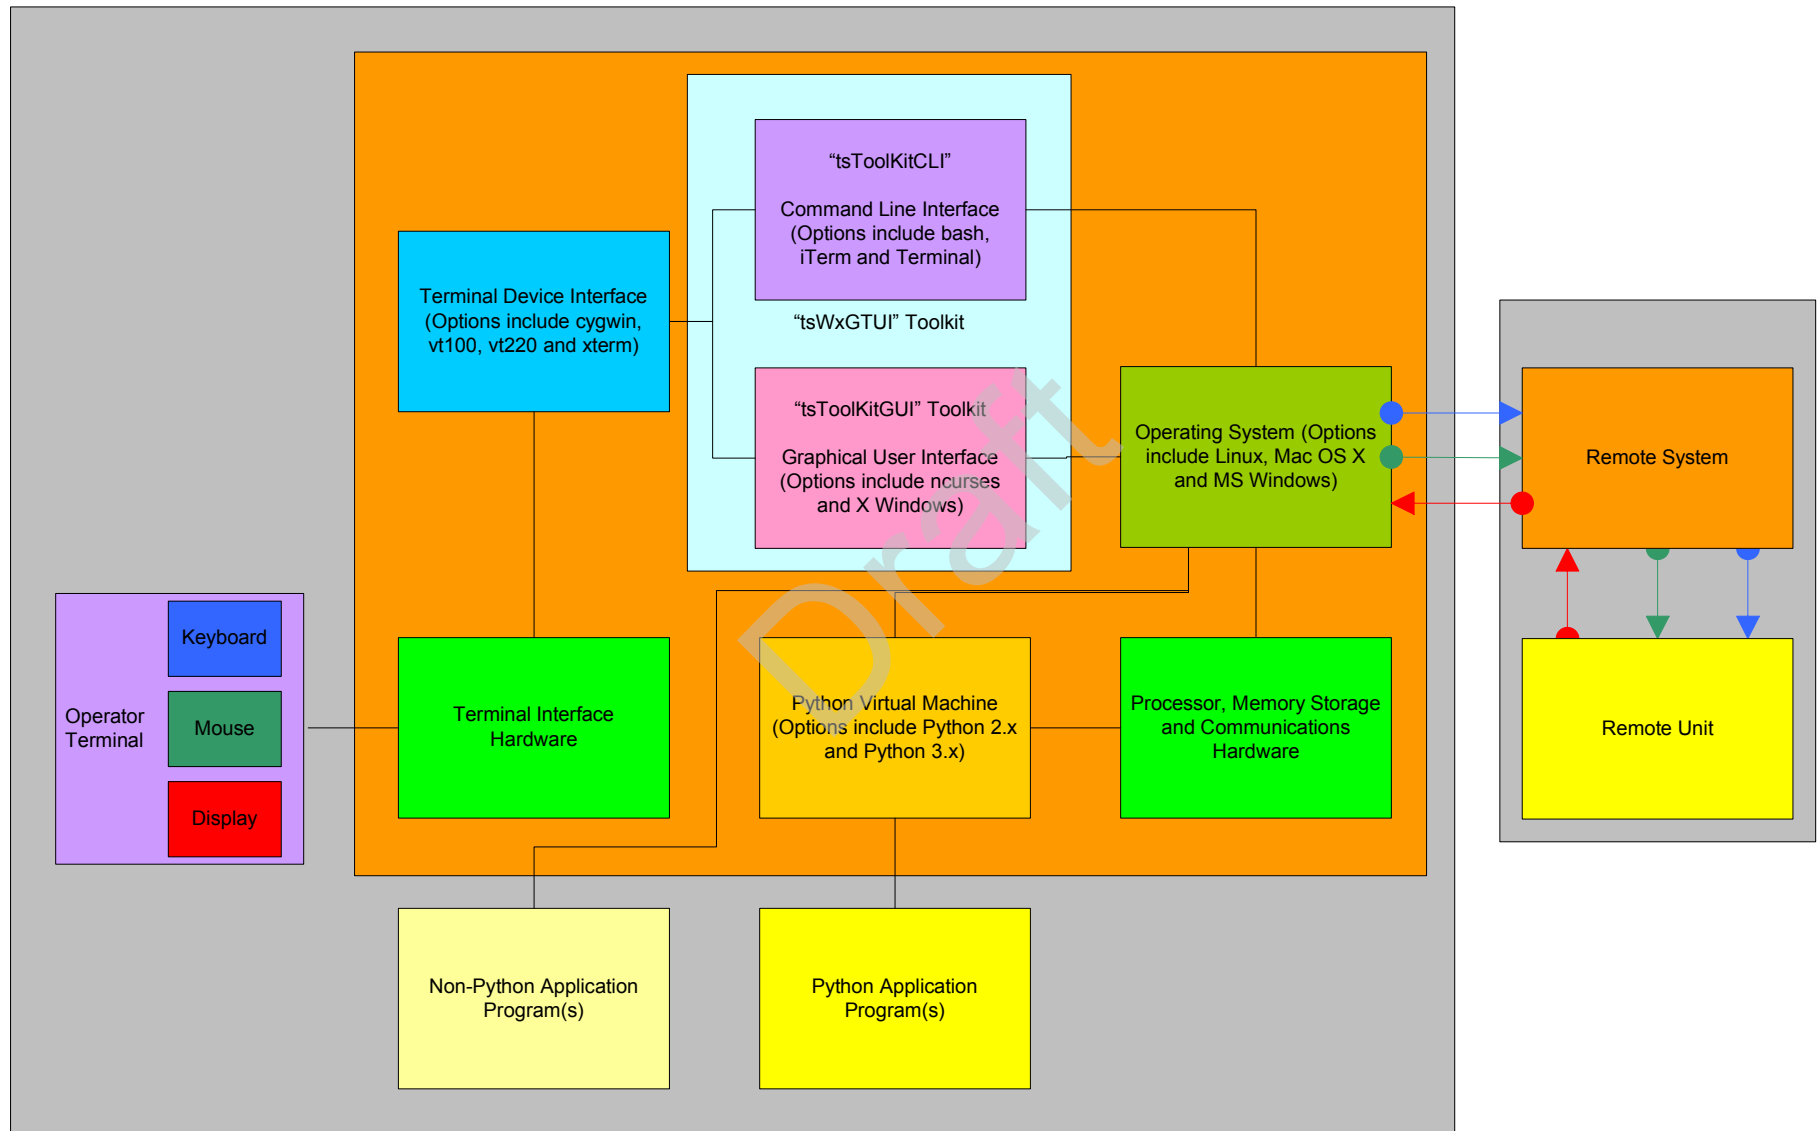 “tsToolKitCLI”
Command Line Interface
(Options include bash,
iTerm and Terminal)
Terminal Device Interface
(Options include cygwin,
vt100, vt220 and xterm)
“tsWxGTUI” Toolkit
“tsToolKitGUI” Toolkit
Graphical User Interface
(Options include ncurses
and X Windows)
Operating System (Options
include Linux, Mac OS X
and MS Windows)
Remote System
Draft
Keyboard
Operator
Terminal
Mouse
Display
Terminal Interface
Hardware
Python Virtual Machine
(Options include Python 2.x
and Python 3.x)
Processor, Memory Storage
and Communications
Hardware
Remote Unit
Non-Python Application
Program(s)
Python Application
Program(s)